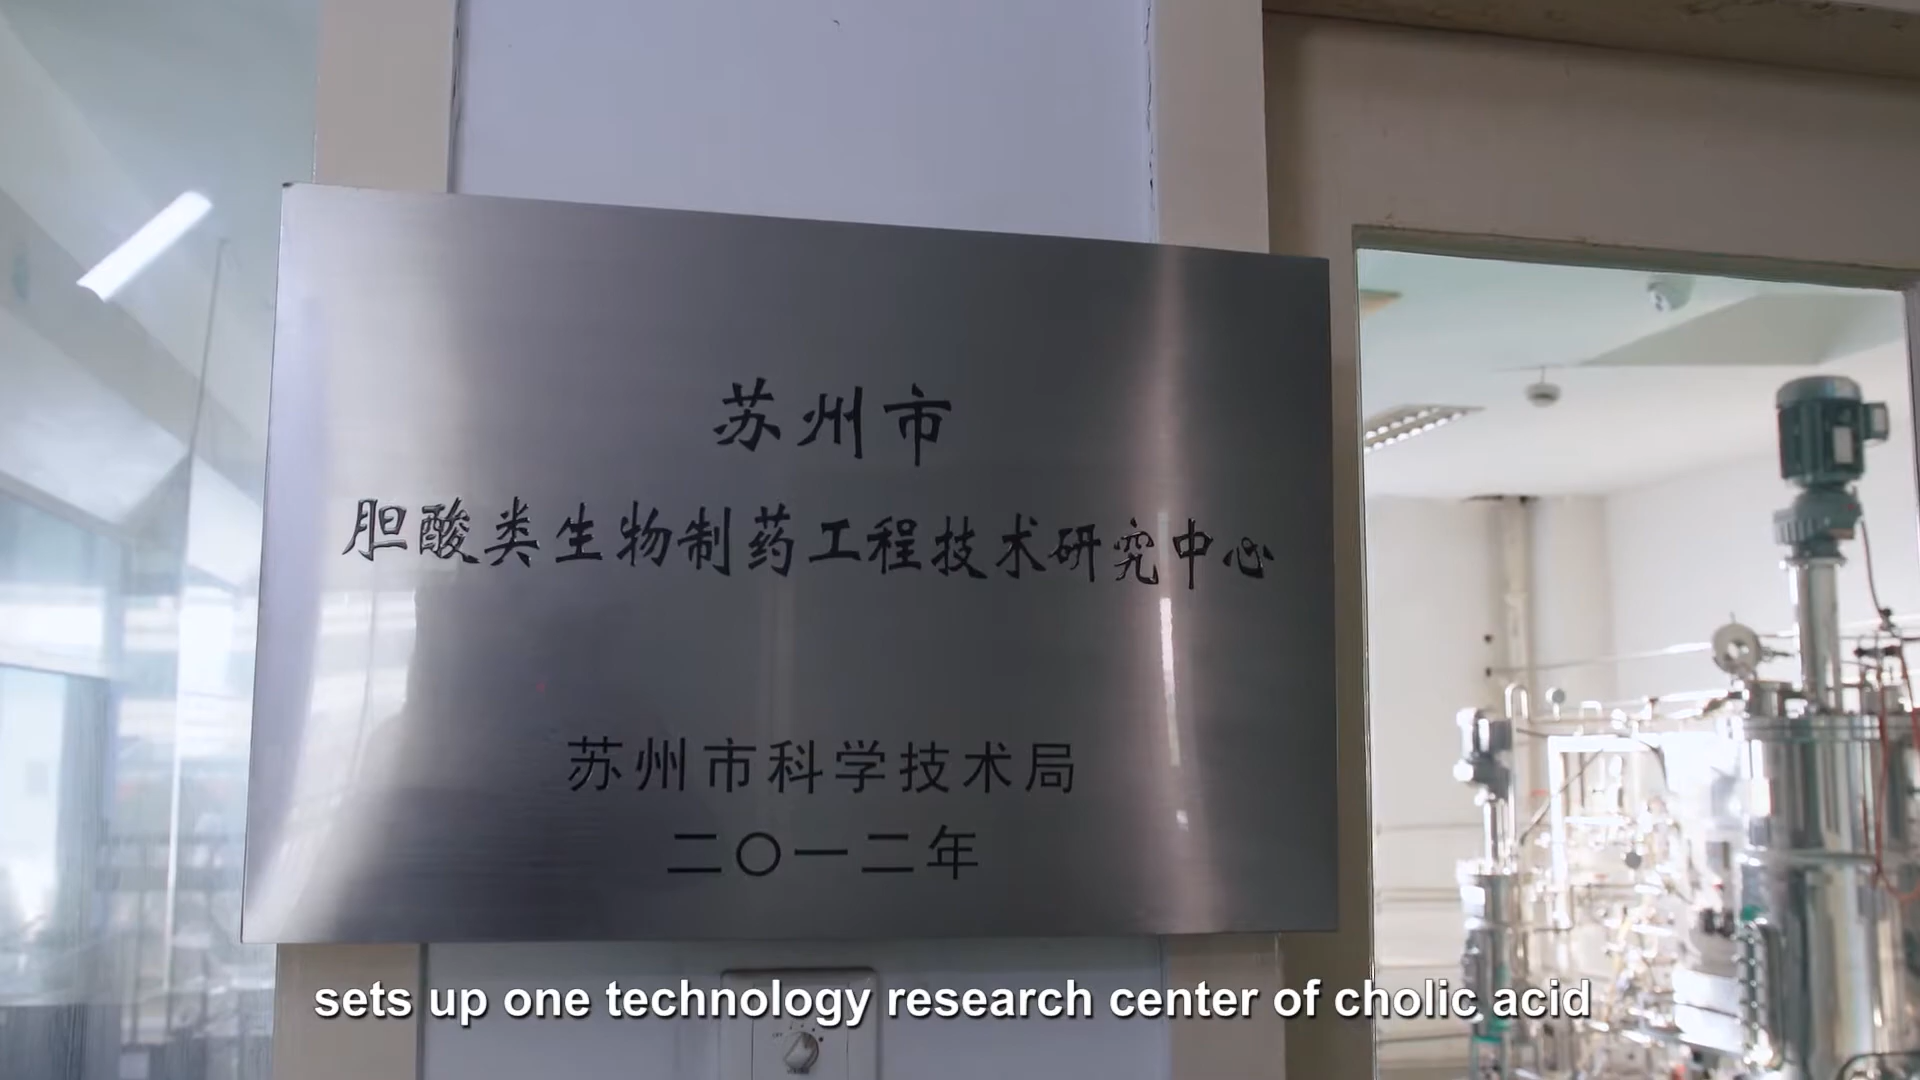 苏州市
胆酸类生物制药工程技术研究中心
苏州市科学技术局
二〇一二年
sets up one technology research center of cholic acid